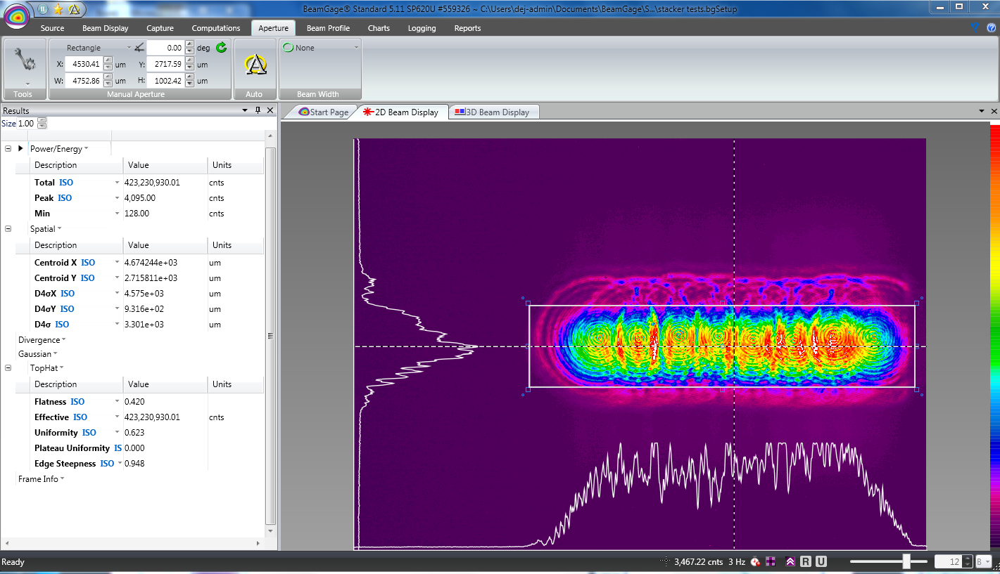 BeamGage® Standard 5.11 SP620U #559326 ~ C:\Users\dej-admin\Documents\BeamGage\S...\stacker tests.bgSetup
Source Beam Display Capture Computations Aperture Beam Profile Charts Logging Reports
Rectangle 0.00 deg None
X: 4530.41 um Y: 2717.59 um
W: 4752.86 um H: 1002.42 um
Tools Manual Aperture Auto Beam Width
Results
Start Page 2D Beam Display 3D Beam Display
Size 1.00
Power/Energy
Description Value Units
Total ISO 423,230,930.01 cnts
Peak ISO 4,095.00 cnts
Min 128.00 cnts
Spatial
Description Value Units
Centroid X ISO 4.674244e+03 um
Centroid Y ISO 2.715811e+03 um
D4σX ISO 4.575e+03 um
D4σY ISO 9.316e+02 um
D4σ ISO 3.301e+03 um
Divergence
Gaussian
TopHat
Description Value Units
Flatness ISO 0.420
Effective ISO 423,230,930.01 cnts
Uniformity ISO 0.623
Plateau Uniformity IS 0.000
Edge Steepness ISO 0.948
Frame Info
Ready 3,467.22 cnts 3 Hz R U 12 B